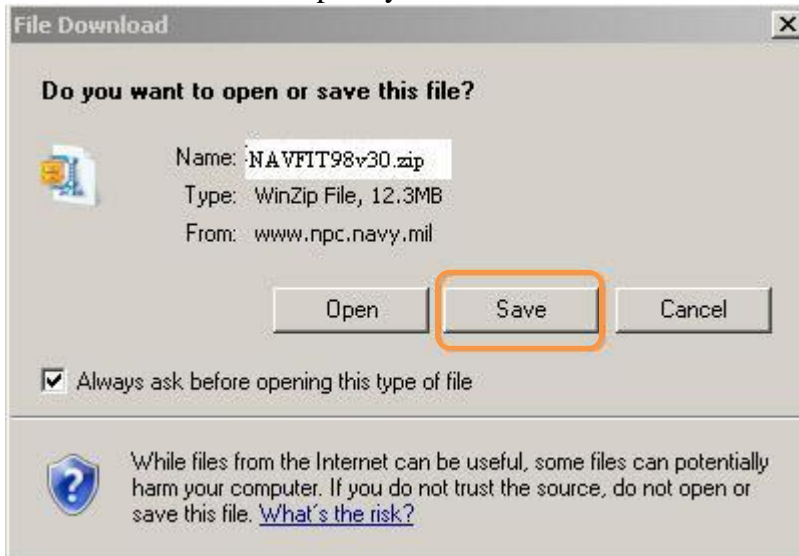 File Download
Do you want to open or save this file?
Name: NAVFIT98v30.zip
Type: WinZip File, 12.3MB
From: www.npc.navy.mil
Open Save Cancel
Always ask before opening this type of file
While files from the Internet can be useful, some files can potentially
harm your computer. If you do not trust the source, do not open or
save this file. What's the risk?